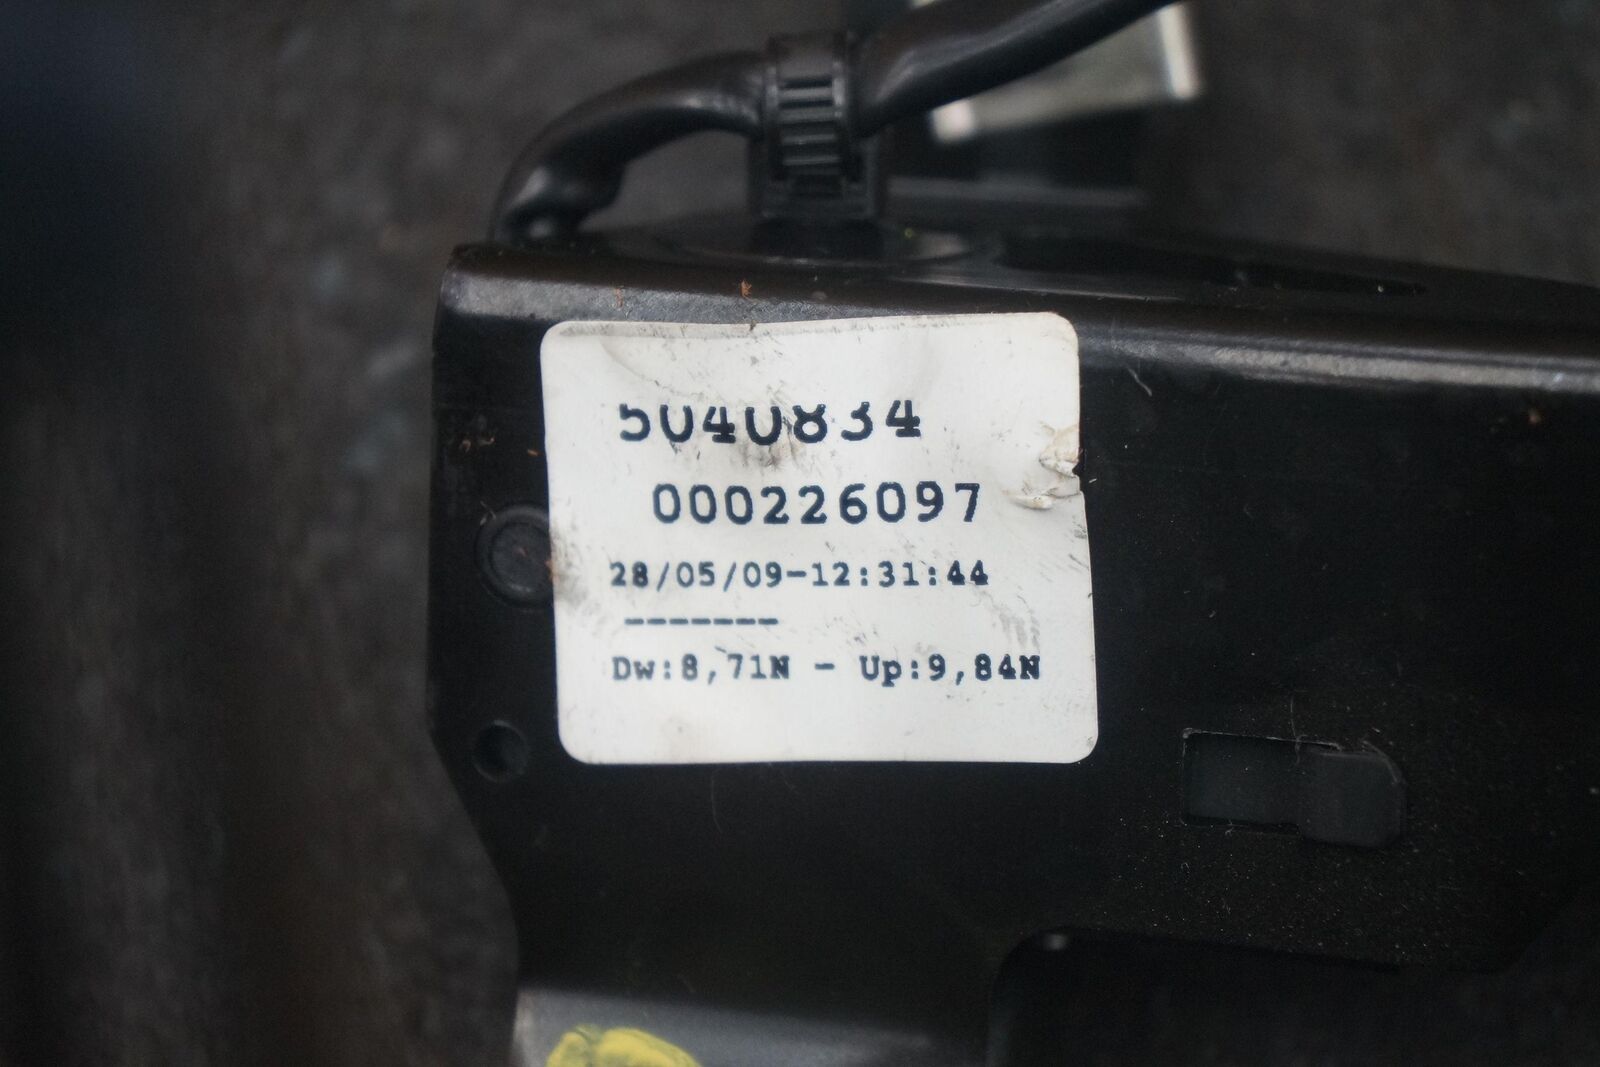 5040834
000226097
28/05/09-12:31:44
-------
Dw:8,71N - Up:9,84N